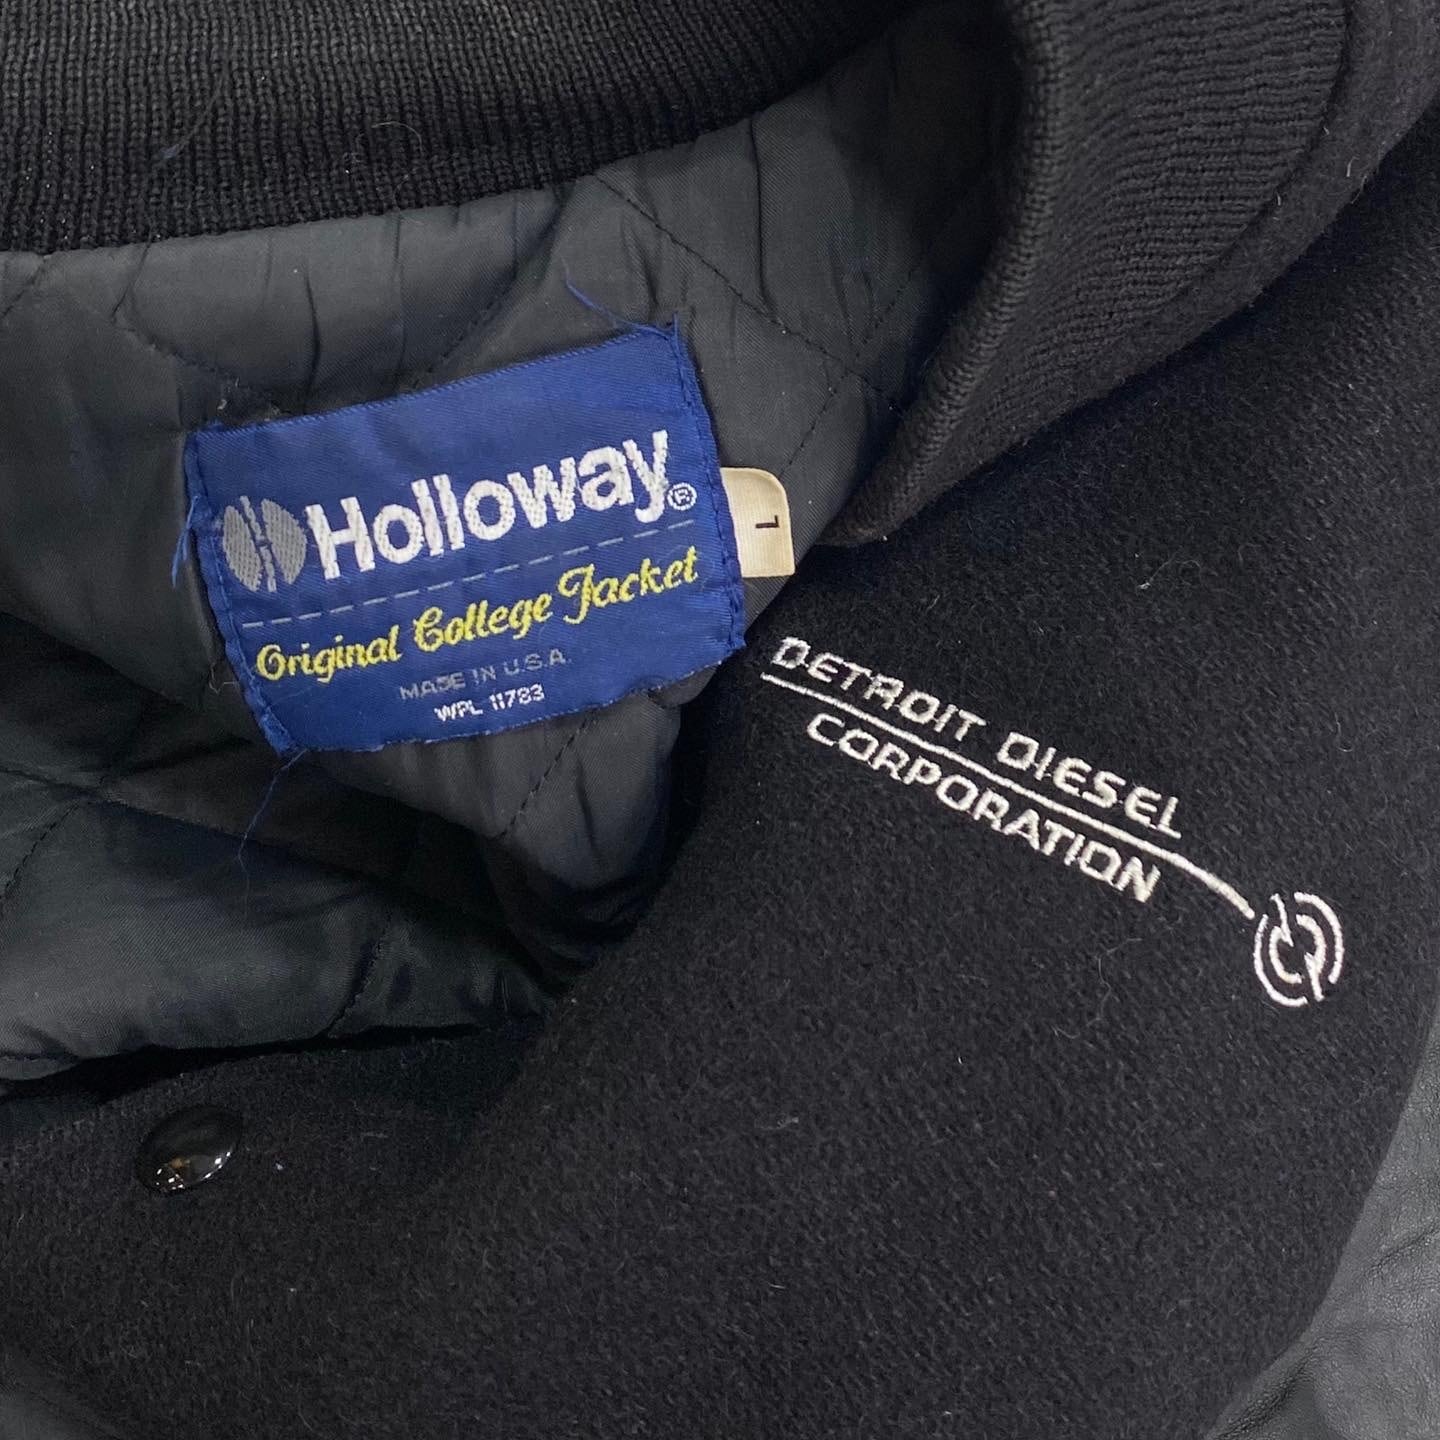 Holloway®
Original College Jacket
MADE IN U.S.A.
WPL 11783
L
DETROIT DIESEL
CORPORATION